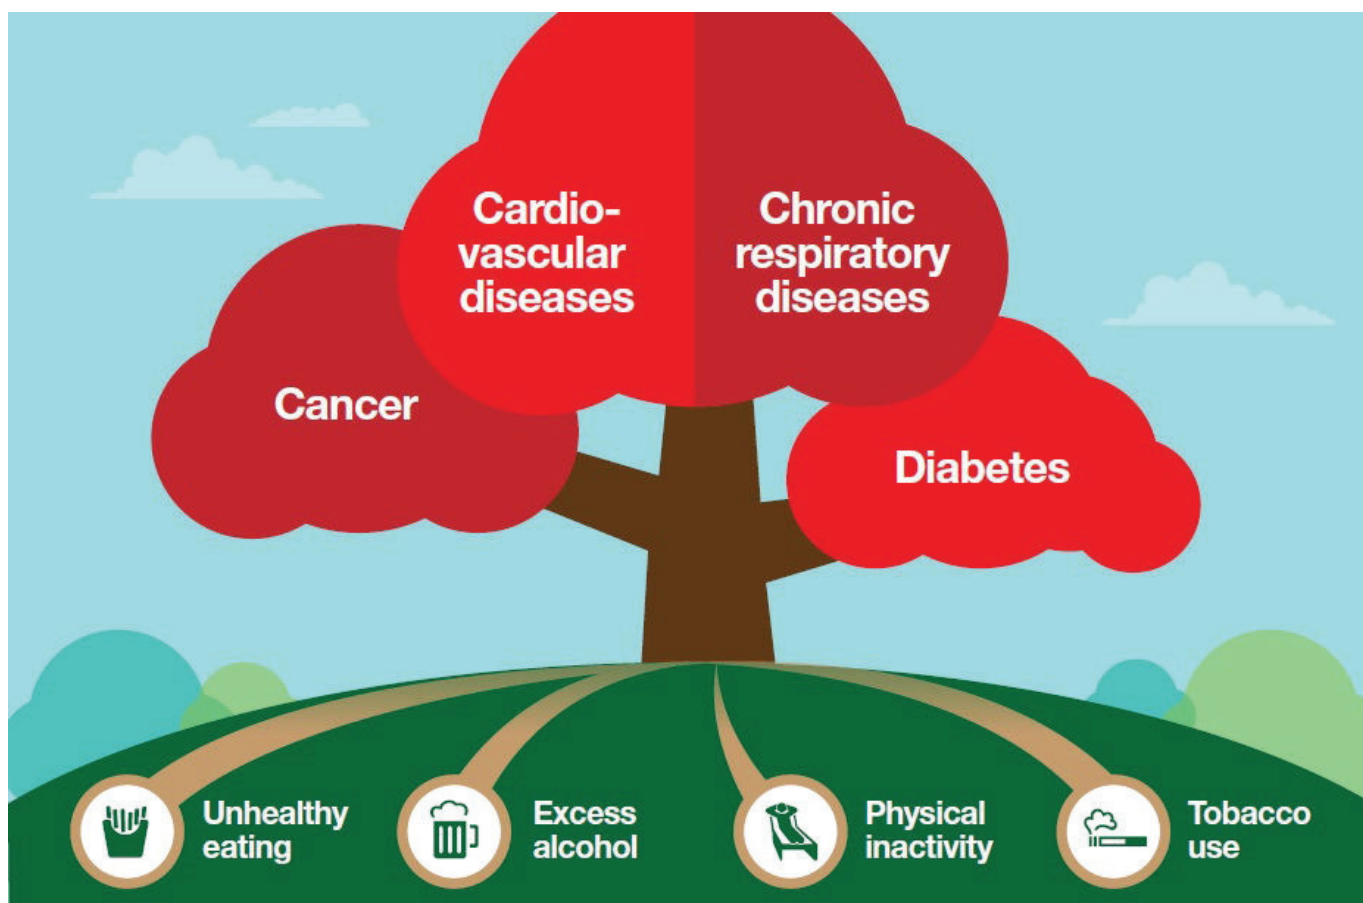 Cardio-
vascular
diseases
Chronic
respiratory
diseases
Cancer
Diabetes
Unhealthy
eating
Excess
alcohol
Physical
inactivity
Tobacco
use